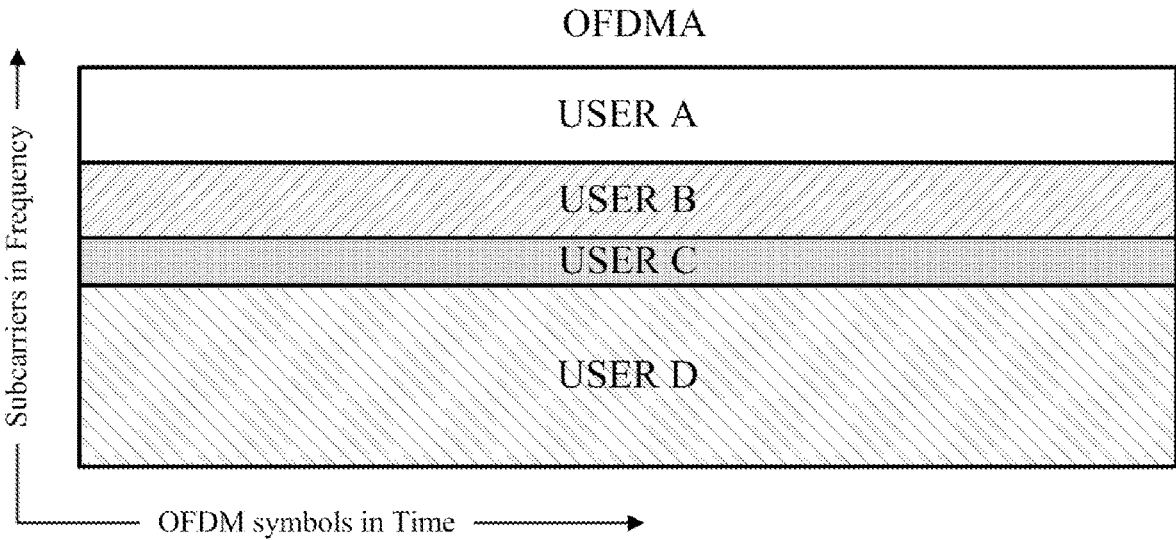 OFDMA
USER A
USER B
USER C
USER D
Subcarriers in Frequency
OFDM symbols in Time